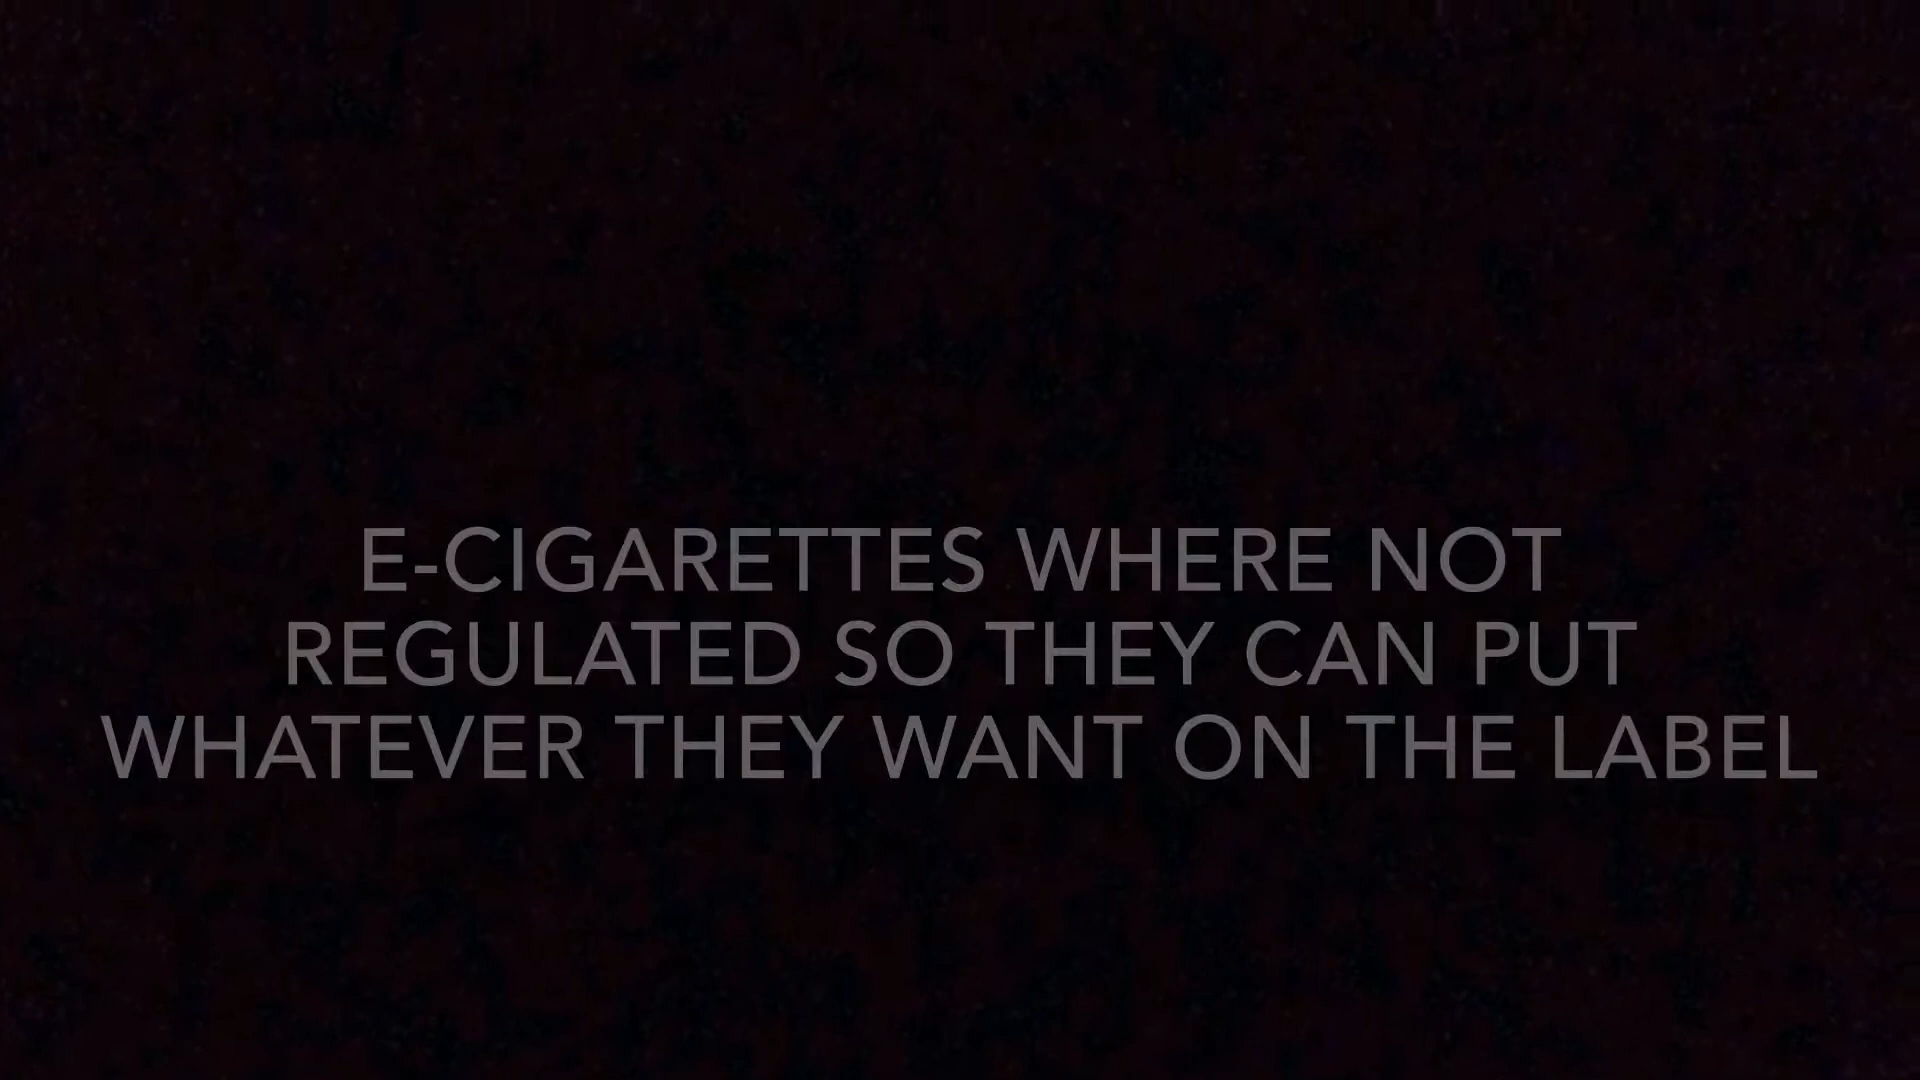 E-CIGARETTES WHERE NOT
REGULATED SO THEY CAN PUT
WHATEVER THEY WANT ON THE LABEL